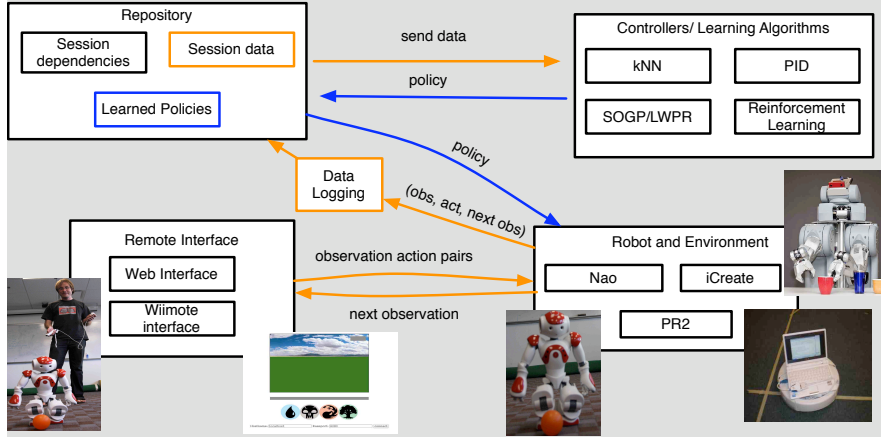 Repository
Session
dependencies
Session data
Learned Policies
send data
policy
Controllers/ Learning Algorithms
kNN
PID
SOGP/LWPR
Reinforcement
Learning
policy
Data
Logging
(obs, act, next obs)
Remote Interface
Web Interface
Wiimote
interface
observation action pairs
next observation
Robot and Environment
Nao
iCreate
PR2